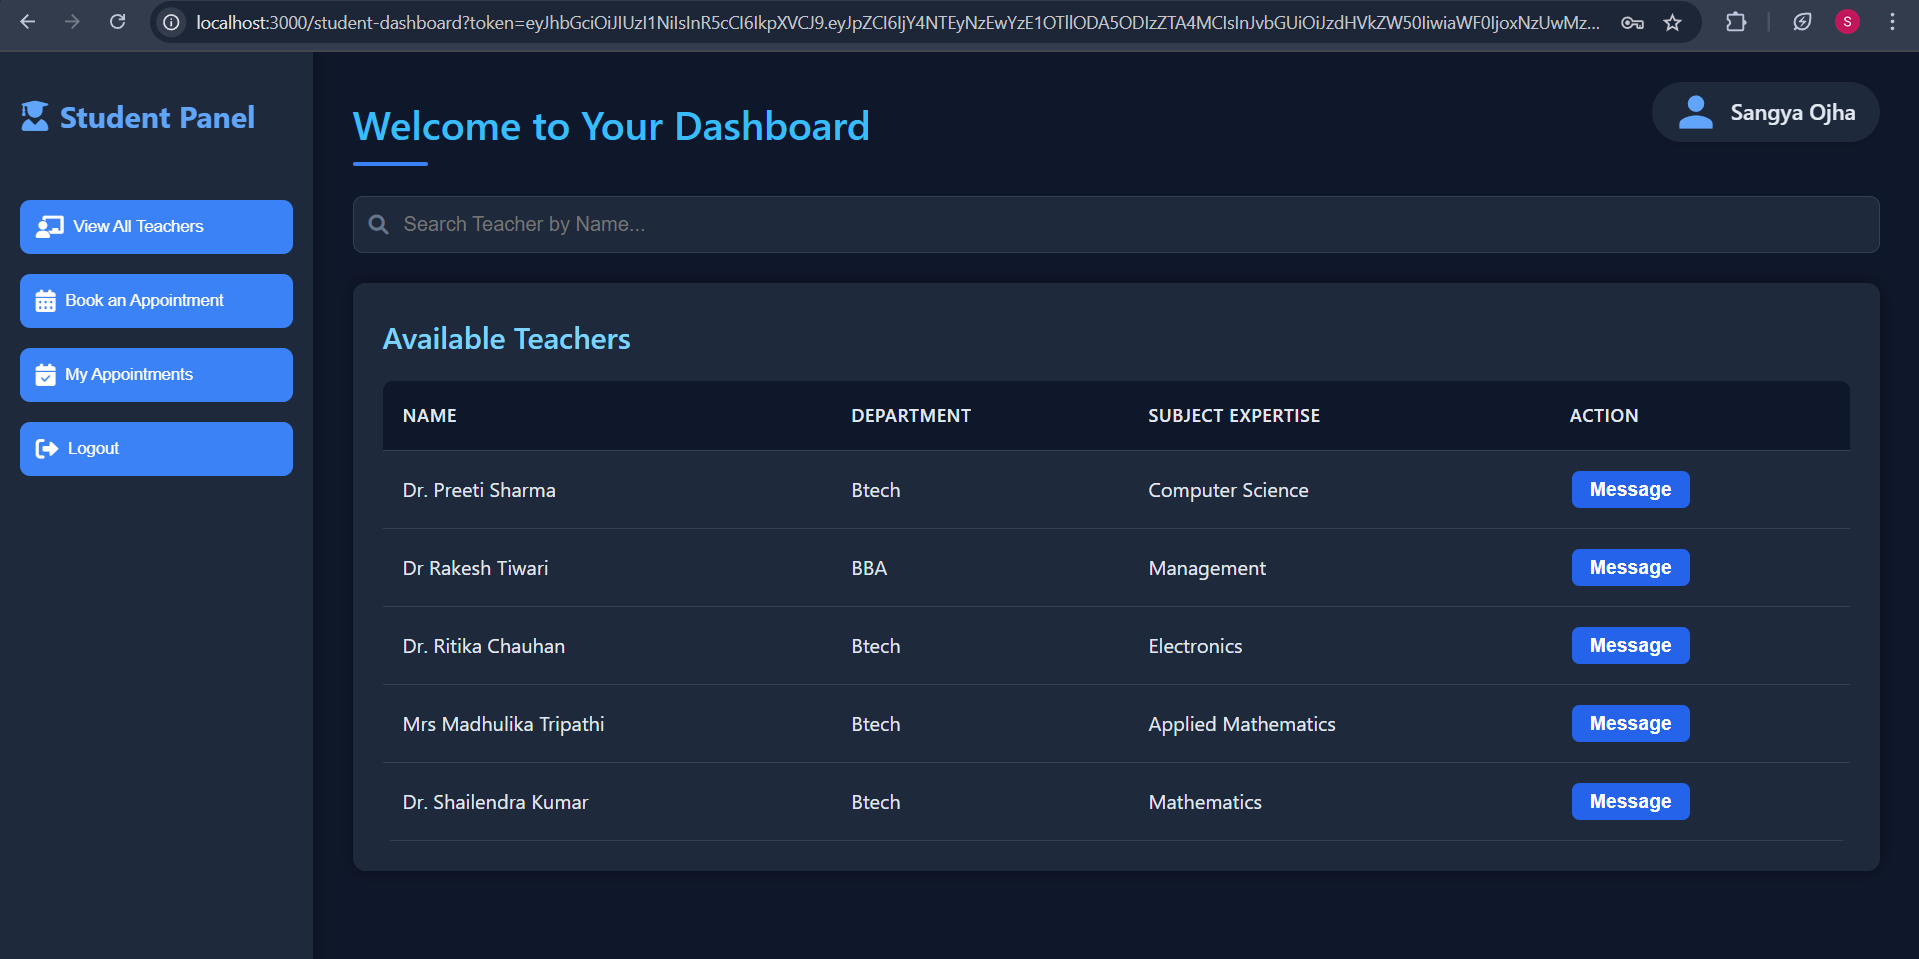 localhost:3000/student-dashboard?token=eyJhbGciOiJIUzI1NiIsInR5cCI6IkpXVCJ9.eyJpZCI6IjY4NTEyNzEwYzE1OTllODA5ODIzZTA4MCIsInJvbGUiOiJzdHVkZW50IiwiaWF0IjoxNzUwMz...
S
Student Panel
View All Teachers
Book an Appointment
My Appointments
Logout
Welcome to Your Dashboard
Sangya Ojha
Search Teacher by Name...
Available Teachers
NAME DEPARTMENT SUBJECT EXPERTISE ACTION
Dr. Preeti Sharma Btech Computer Science Message
Dr Rakesh Tiwari BBA Management Message
Dr. Ritika Chauhan Btech Electronics Message
Mrs Madhulika Tripathi Btech Applied Mathematics Message
Dr. Shailendra Kumar Btech Mathematics Message